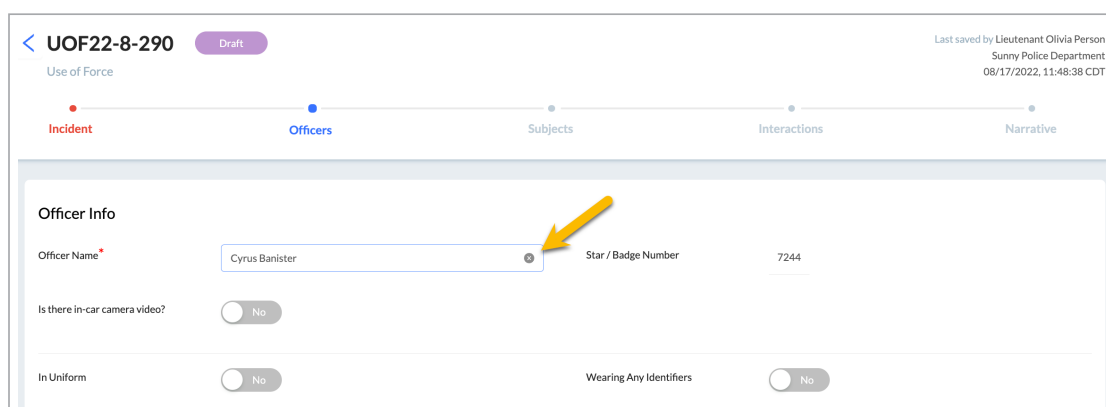 UOF22-8-290
Draft
Last saved by Lieutenant Olivia Person
Use of Force
Sunny Police Department
08/17/2022, 11:48:38 CDT
Incident
Officers
Subjects
Interactions
Narrative
Officer Info
Officer Name*
Cyrus Banister
Star / Badge Number
7244
Is there in-car camera video?
No
In Uniform
No
Wearing Any Identifiers
No